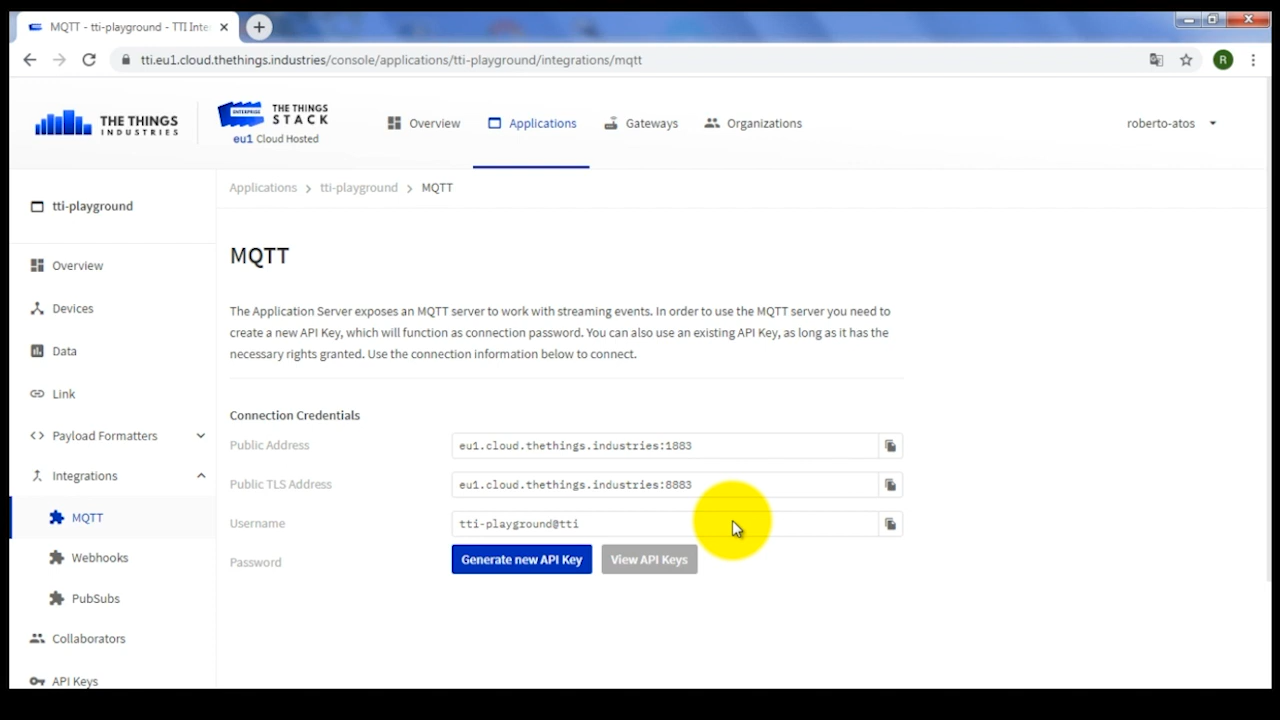 MQTT - tti-playground - TTI Inte
tti.eu1.cloud.thethings.industries/console/applications/tti-playground/integrations/mqtt
R
THE THINGS
INDUSTRIES
ENTERPRISE
THE THINGS
STACK
eu1 Cloud Hosted
Overview
Applications
Gateways
Organizations
roberto-atos
tti-playground
Overview
Devices
Data
Link
Payload Formatters
Integrations
MQTT
Webhooks
PubSubs
Collaborators
API Keys
Applications > tti-playground > MQTT
MQTT
The Application Server exposes an MQTT server to work with streaming events. In order to use the MQTT server you need to
create a new API Key, which will function as connection password. You can also use an existing API Key, as long as it has the
necessary rights granted. Use the connection information below to connect.
Connection Credentials
Public Address eu1.cloud.thethings.industries:1883
Public TLS Address eu1.cloud.thethings.industries:8883
Username tti-playground@tti
Password Generate new API Key View API Keys